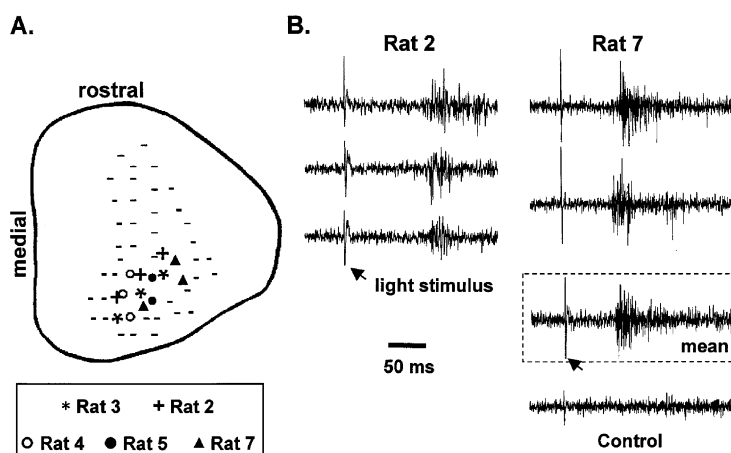 A.
rostral
medial
* Rat 3 + Rat 2
○ Rat 4 ● Rat 5 ▲ Rat 7
B.
Rat 2
Rat 7
light stimulus
50 ms
mean
Control